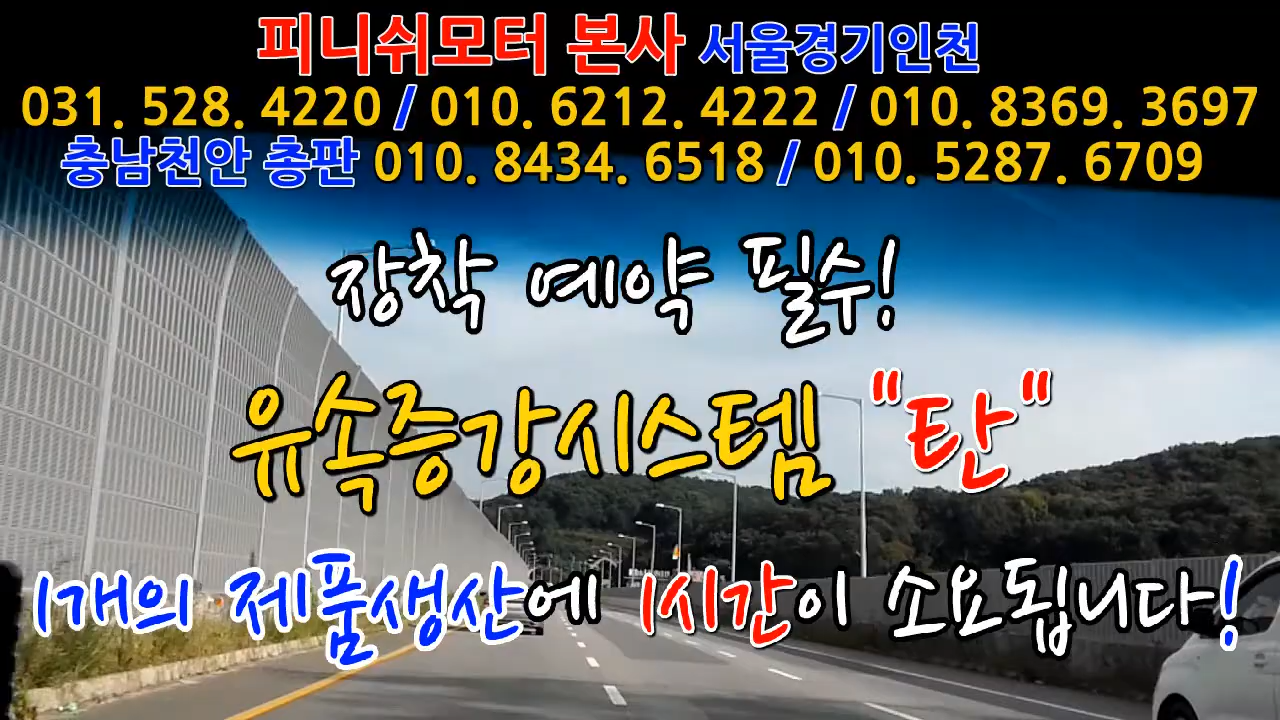 피니쉬모터 본사 서울경기인천
031. 528. 4220 / 010. 6212. 4222 / 010. 8369. 3697
충남천안 총판 010. 8434. 6518 / 010. 5287. 6709
장착 예약 필수!
유속증강시스템 "탄"
1개의 제품생산에 1시간이 소요됩니다!